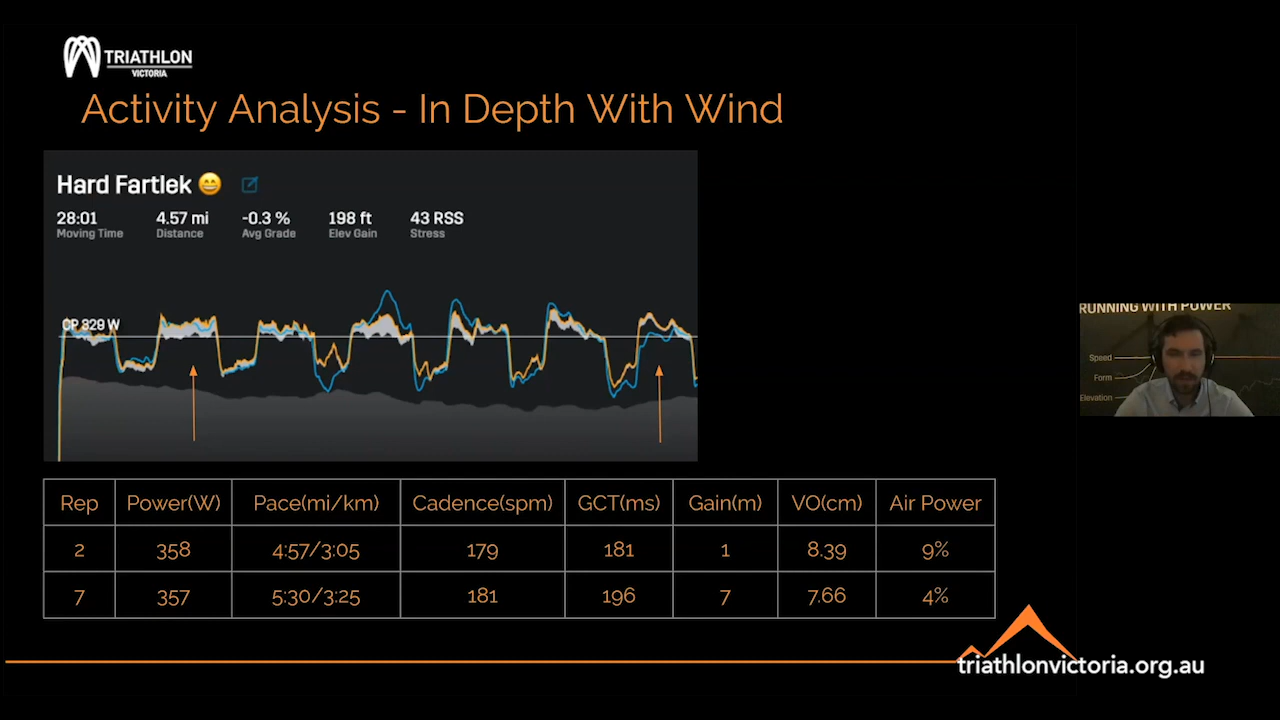 TRIATHLON
VICTORIA
Activity Analysis - In Depth With Wind
Hard Fartlek 😄
28:01 4.57 mi -0.3 % 198 ft 43 RSS
Moving Time Distance Avg Grade Elev Gain Stress
CP 329 W
RUNNING WITH POWER
Speed
Form
Elevation
Rep Power(W) Pace(mi/km) Cadence(spm) GCT(ms) Gain(m) VO(cm) Air Power
2 358 4:57/3:05 179 181 1 8.39 9%
7 357 5:30/3:25 181 196 7 7.66 4%
triathlonvictoria.org.au